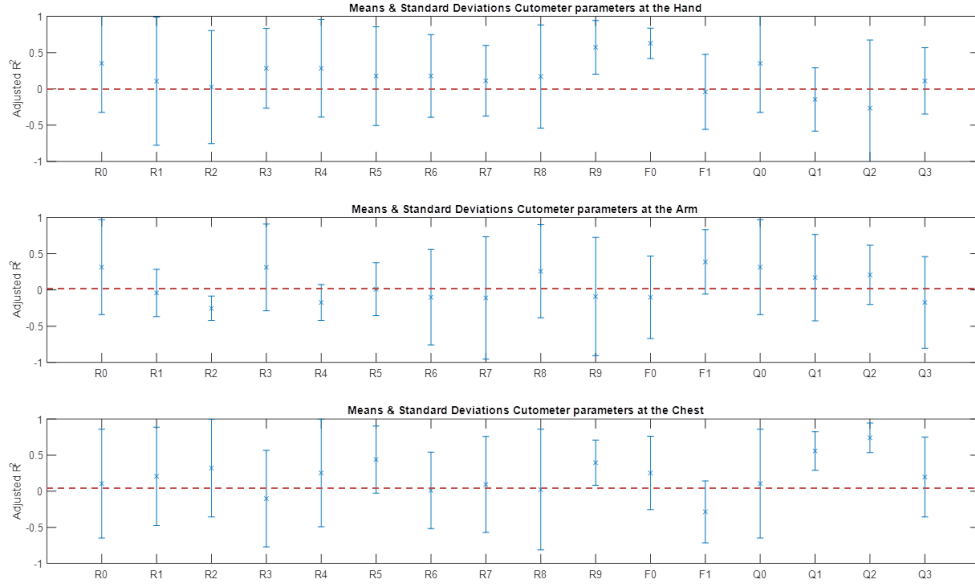 Means & Standard Deviations Cutometer parameters at the Hand
Adjusted R²
1
0.5
0
-0.5
-1
R0 R1 R2 R3 R4 R5 R6 R7 R8 R9 F0 F1 Q0 Q1 Q2 Q3
Means & Standard Deviations Cutometer parameters at the Arm
Adjusted R²
1
0.5
0
-0.5
-1
R0 R1 R2 R3 R4 R5 R6 R7 R8 R9 F0 F1 Q0 Q1 Q2 Q3
Means & Standard Deviations Cutometer parameters at the Chest
Adjusted R²
1
0.5
0
-0.5
-1
R0 R1 R2 R3 R4 R5 R6 R7 R8 R9 F0 F1 Q0 Q1 Q2 Q3